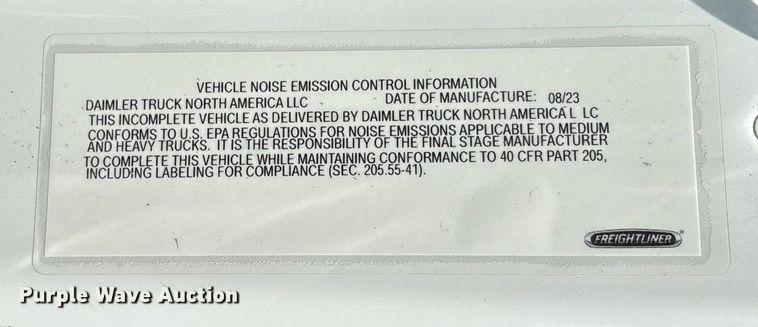 VEHICLE NOISE EMISSION CONTROL INFORMATION
DAIMLER TRUCK NORTH AMERICA LLC DATE OF MANUFACTURE: 08/23
THIS INCOMPLETE VEHICLE AS DELIVERED BY DAIMLER TRUCK NORTH AMERICA L LC
CONFORMS TO U.S. EPA REGULATIONS FOR NOISE EMISSIONS APPLICABLE TO MEDIUM
AND HEAVY TRUCKS. IT IS THE RESPONSIBILITY OF THE FINAL STAGE MANUFACTURER
TO COMPLETE THIS VEHICLE WHILE MAINTAINING CONFORMANCE TO 40 CFR PART 205,
INCLUDING LABELING FOR COMPLIANCE (SEC. 205.55-41).
FREIGHTLINER
Purple Wave Auction